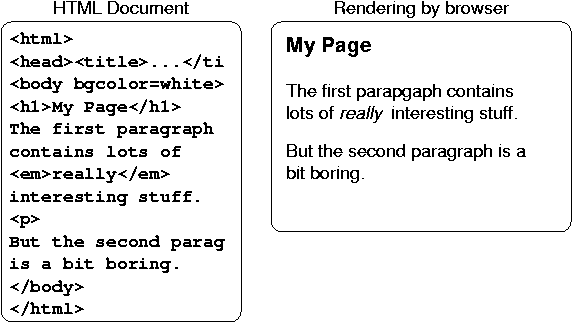 HTML Document
<html>
<head><title>...</ti
<body bgcolor=white>
<h1>My Page</h1>
The first paragraph
contains lots of
<em>really</em>
interesting stuff.
<p>
But the second parag
is a bit boring.
</body>
</html>
Rendering by browser
My Page
The first parapgaph contains
lots of really interesting stuff.
But the second paragraph is a
bit boring.